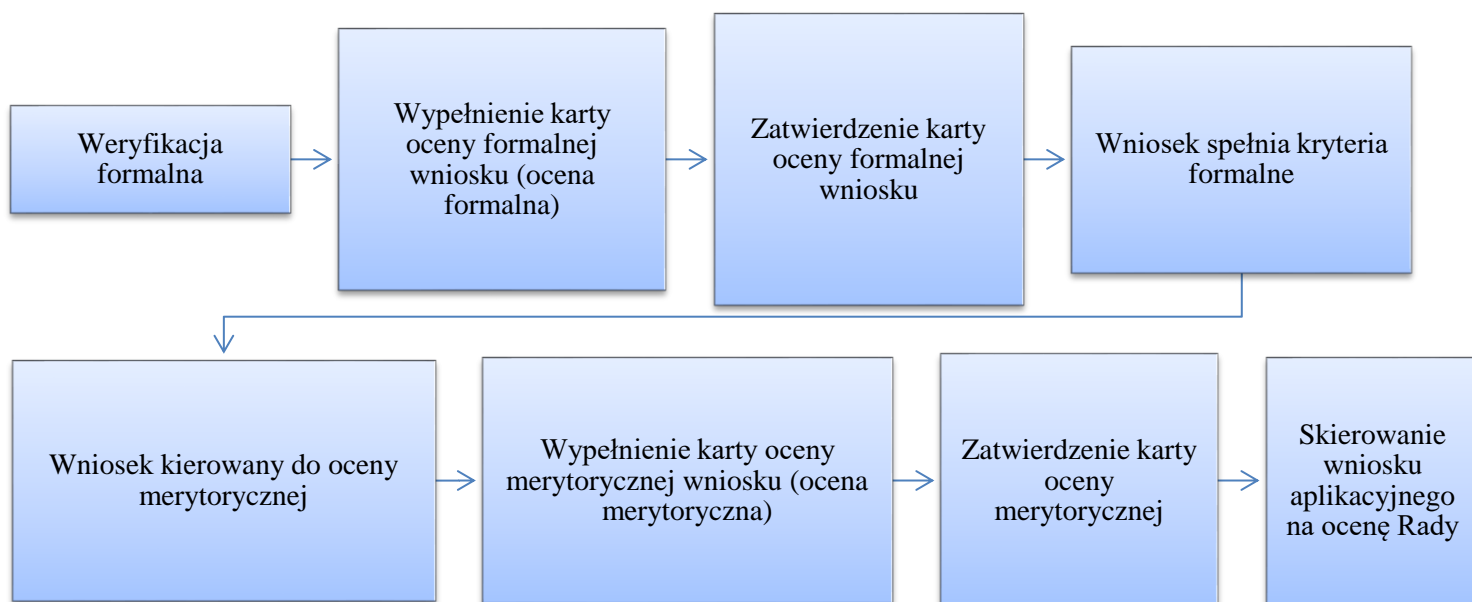 Weryfikacja
formalna
Wypełnienie karty
oceny formalnej
wniosku (ocena
formalna)
Zatwierdzenie karty
oceny formalnej
wniosku
Wniosek spełnia kryteria
formalne
Wniosek kierowany do oceny
merytorycznej
Wypełnienie karty oceny
merytorycznej wniosku (ocena
merytoryczna)
Zatwierdzenie karty
oceny
merytorycznej
Skierowanie
wniosku
aplikacyjnego
na ocenę Rady